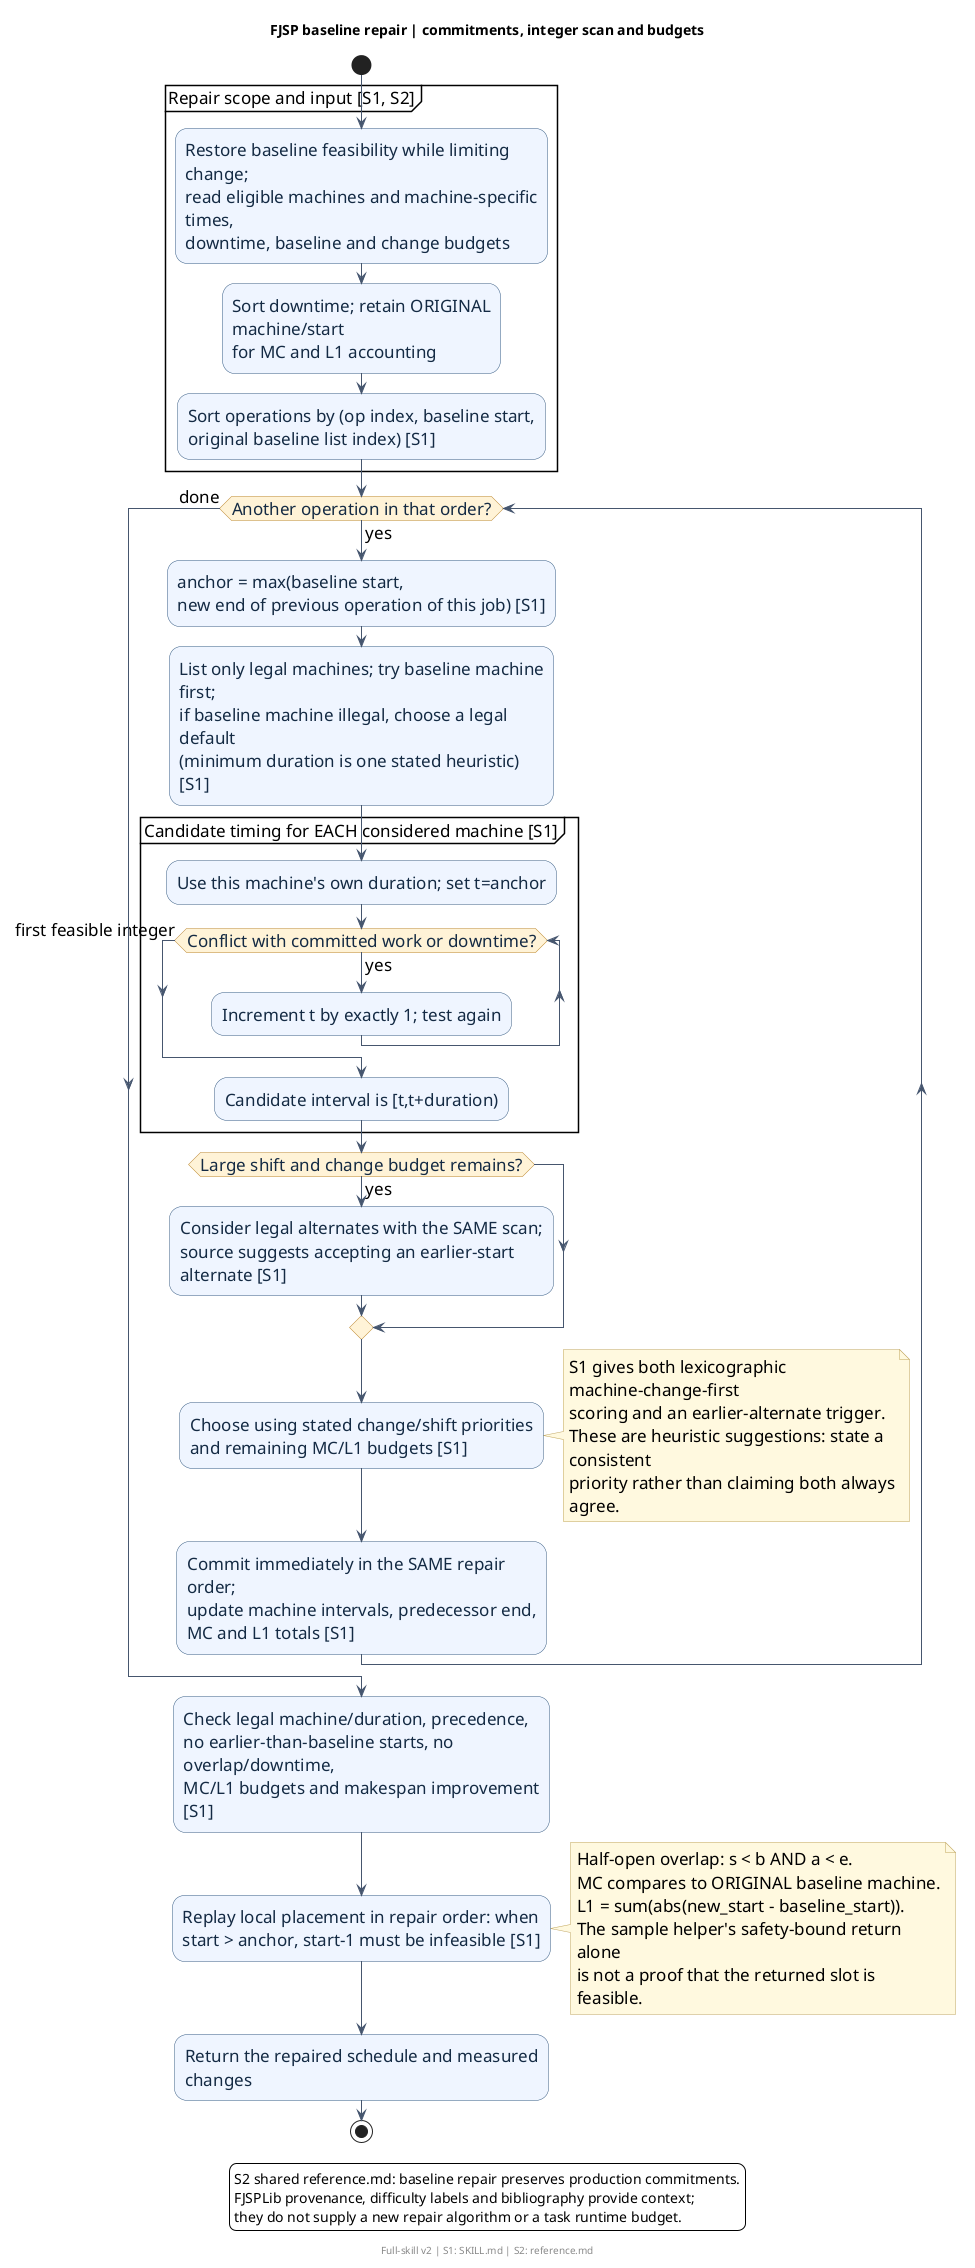 FJSP baseline repair | commitments, integer scan and budgets
Repair scope and input [S1, S2]
Restore baseline feasibility while limiting
change;
read eligible machines and machine-specific
times,
downtime, baseline and change budgets
Sort downtime; retain ORIGINAL
machine/start
for MC and L1 accounting
Sort operations by (op index, baseline start,
original baseline list index) [S1]
done
Another operation in that order?
yes
anchor = max(baseline start,
new end of previous operation of this job) [S1]
List only legal machines; try baseline machine
first;
if baseline machine illegal, choose a legal
default
(minimum duration is one stated heuristic)
[S1]
Candidate timing for EACH considered machine [S1]
Use this machine's own duration; set t=anchor
first feasible integer
Conflict with committed work or downtime?
yes
Increment t by exactly 1; test again
Candidate interval is [t,t+duration)
Large shift and change budget remains?
yes
Consider legal alternates with the SAME scan;
source suggests accepting an earlier-start
alternate [S1]
Choose using stated change/shift priorities
and remaining MC/L1 budgets [S1]
S1 gives both lexicographic
machine-change-first
scoring and an earlier-alternate trigger.
These are heuristic suggestions: state a
consistent
priority rather than claiming both always
agree.
Commit immediately in the SAME repair
order;
update machine intervals, predecessor end,
MC and L1 totals [S1]
Check legal machine/duration, precedence,
no earlier-than-baseline starts, no
overlap/downtime,
MC/L1 budgets and makespan improvement
[S1]
Replay local placement in repair order: when
start > anchor, start-1 must be infeasible [S1]
Half-open overlap: s < b AND a < e.
MC compares to ORIGINAL baseline machine.
L1 = sum(abs(new_start - baseline_start)).
The sample helper's safety-bound return
alone
is not a proof that the returned slot is
feasible.
Return the repaired schedule and measured
changes
S2 shared reference.md: baseline repair preserves production commitments.
FJSPLib provenance, difficulty labels and bibliography provide context;
they do not supply a new repair algorithm or a task runtime budget.
Full-skill v2 | S1: SKILL.md | S2: reference.md